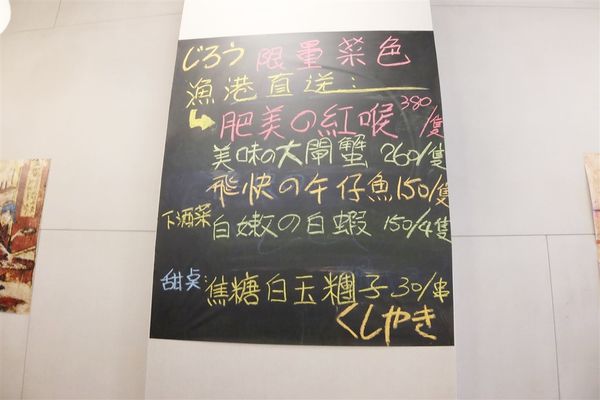 じろう 限量菜色
漁港直送：
肥美の紅喉 380/隻
美味の大閘蟹 260/隻
飛快の午仔魚 150/隻
下酒菜 白嫩の白蝦 150/4隻
甜点：焦糖白玉糰子 30/串
くしやき